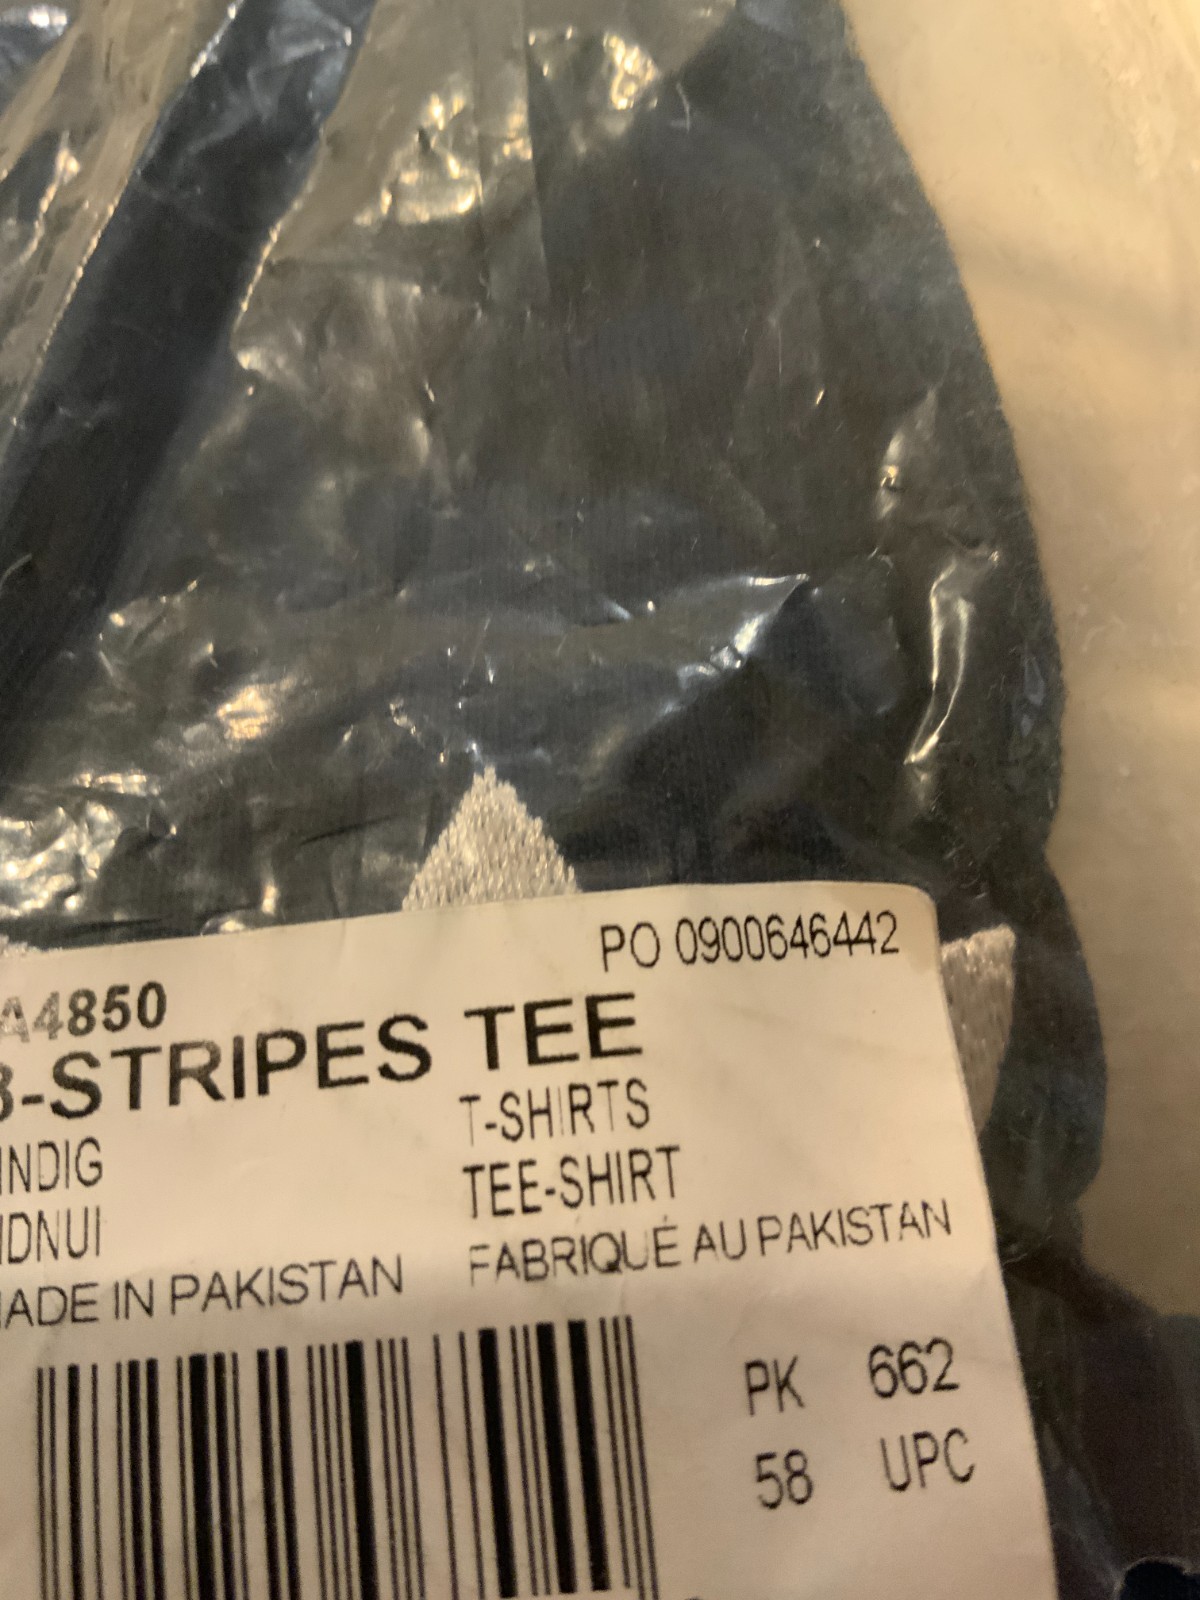 PO 0900646442
A4850
3-STRIPES TEE
T-SHIRTS
INDIG
TEE-SHIRT
IDNUI
MADE IN PAKISTAN FABRIQUÉ AU PAKISTAN
PK 662
58 UPC